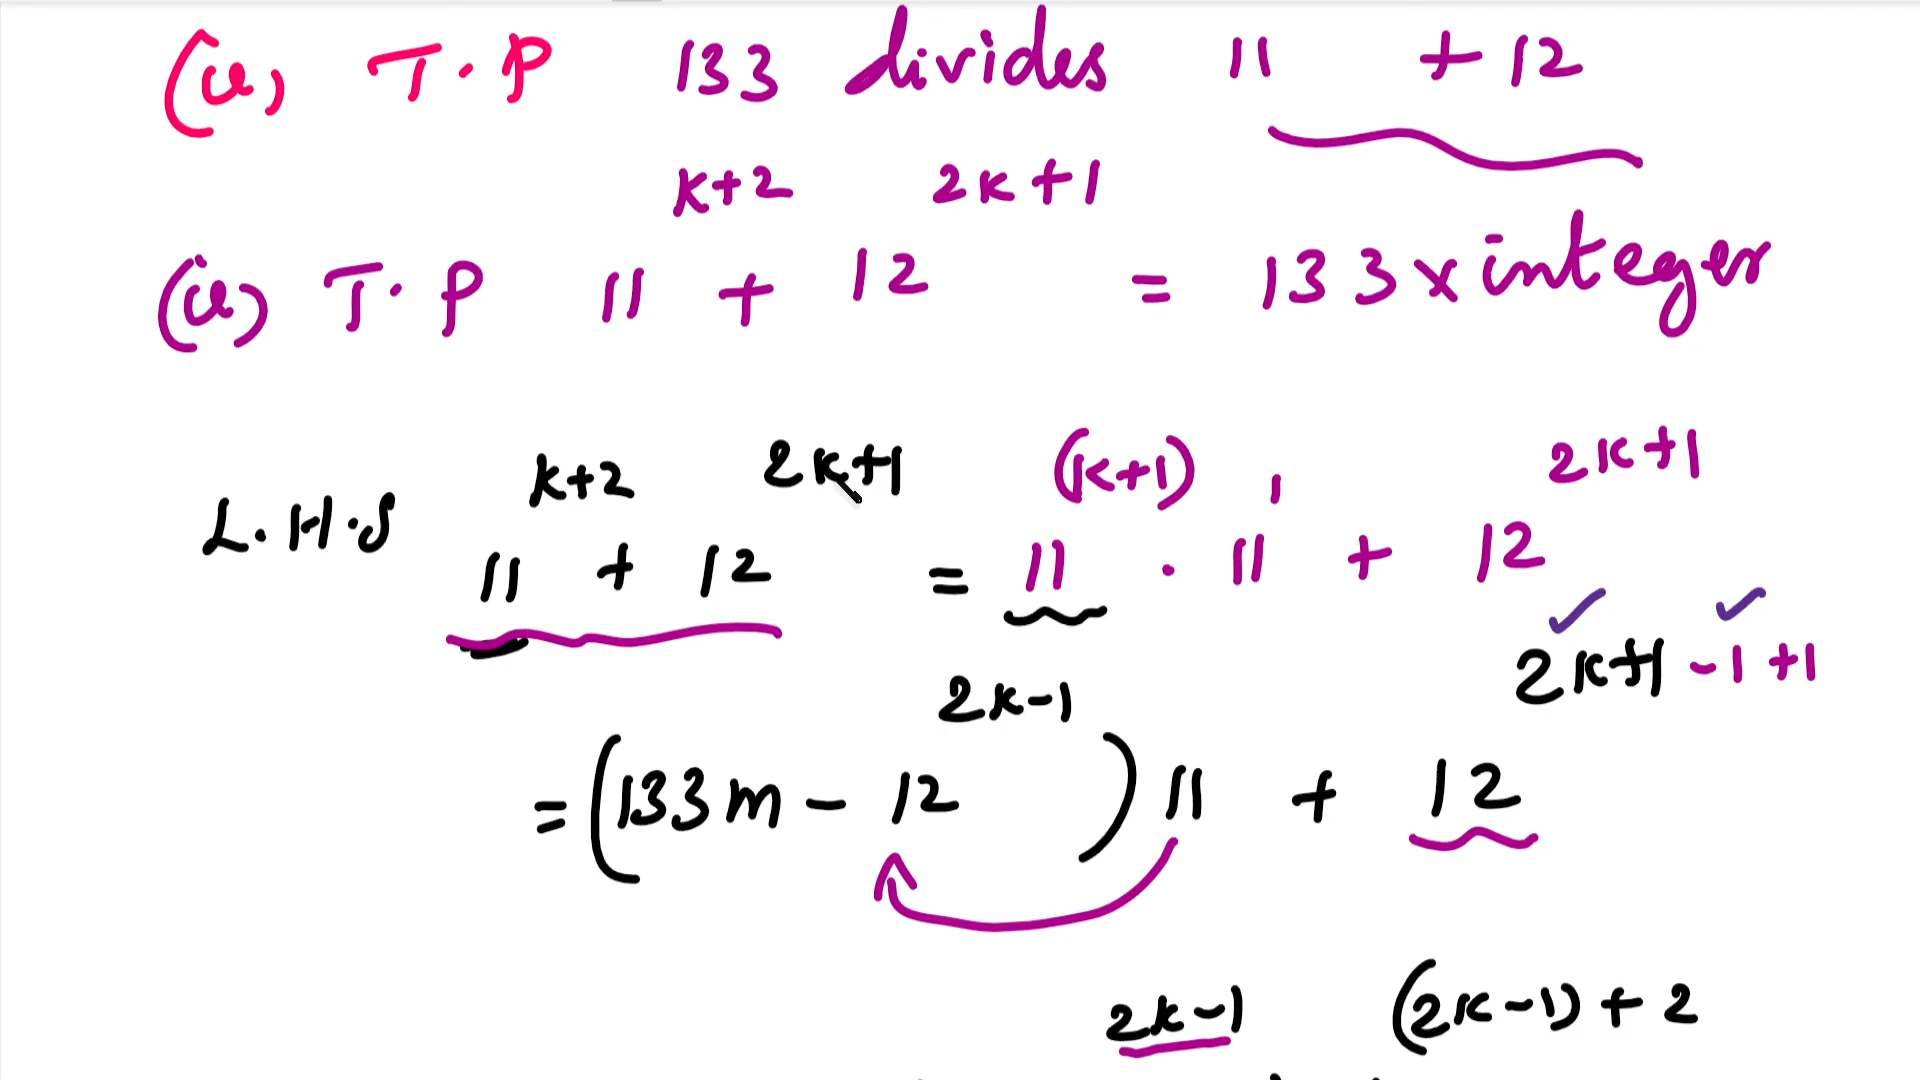 (ie) T.P 133 divides 11 + 12
k+2 2k+1
(ie) T.P 11 + 12 = 133 x integer
k+2 2k+1 (k+1) 1 2k+1
L.H.S 11 + 12 = 11 . 11 + 12
2k-1 2k+1 -1 +1
= (133m - 12 ) 11 + 12
2k-1 (2k-1) + 2